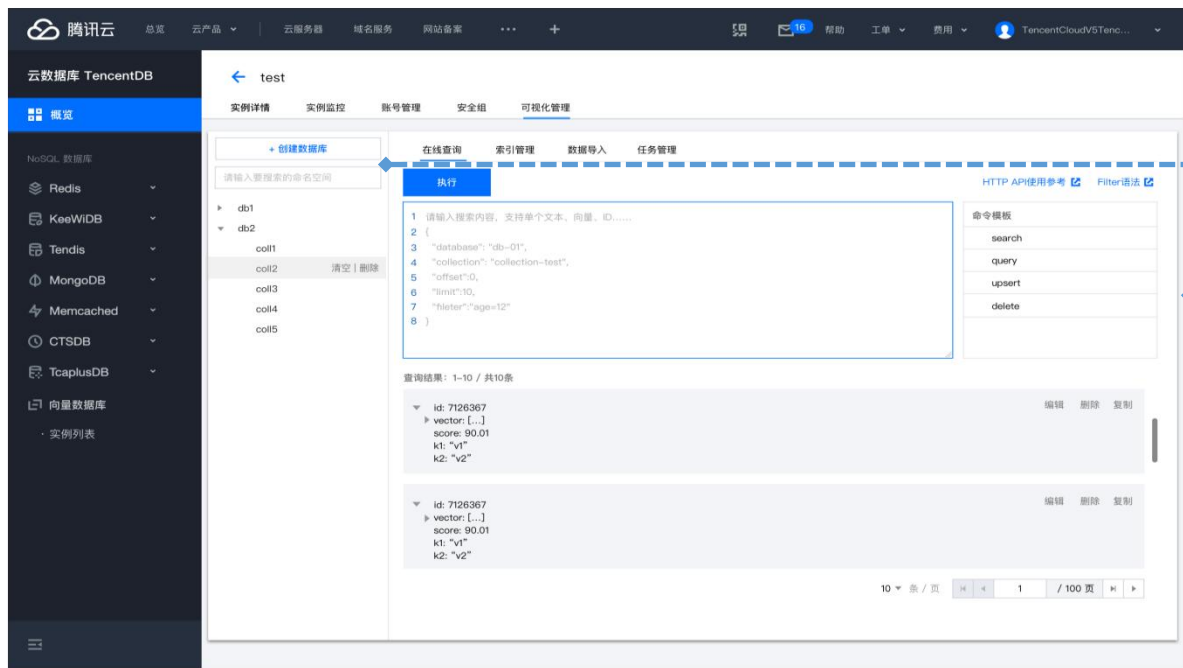 腾讯云 总览 云产品 云服务器 域名服务 网站备案 ··· + 16 帮助 工单 费用 TencentCloudV5Tenc...
云数据库 TencentDB
概览
NoSQL 数据库
Redis
KeeWiDB
Tendis
MongoDB
Memcached
CTSDB
TcaplusDB
向量数据库
· 实例列表
← test
实例详情 实例监控 账号管理 安全组 可视化管理
+ 创建数据库
请输入要搜索的命名空间
db1
db2
coll1
coll2 清空 | 删除
coll3
coll4
coll5
在线查询 索引管理 数据导入 任务管理
执行 HTTP API使用参考 Filter语法
1 请输入搜索内容，支持单个文本、向量、ID......
2 {
3 "database": "db-01",
4 "collection": "collection-test",
5 "offset":0,
6 "limit":10,
7 "fileter":"age=12"
8 }
命令模板
search
query
upsert
delete
查询结果：1-10 / 共10条
id: 7126367 编辑 删除 复制
vector: [...]
score: 90.01
k1: “v1”
k2: “v2”
id: 7126367 编辑 删除 复制
vector: [...]
score: 90.01
k1: “v1”
k2: “v2”
10 条 / 页 1 / 100 页